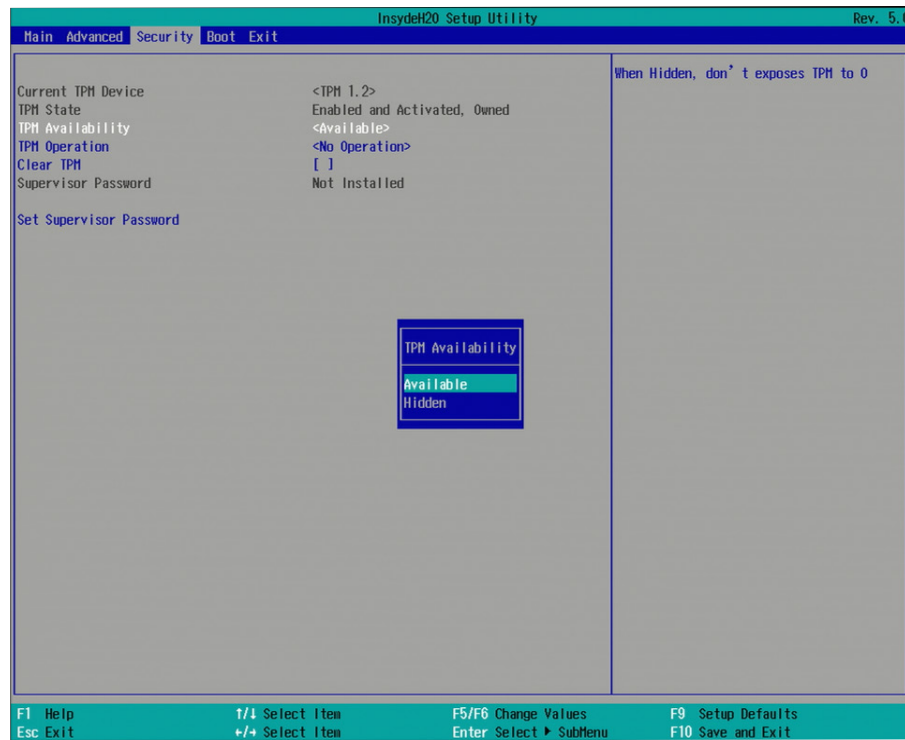 InsydeH20 Setup Utility Rev. 5.
Main Advanced Security Boot Exit
When Hidden, don't exposes TPM to 0
Current TPM Device <TPM 1.2>
TPM State Enabled and Activated, Owned
TPM Availability <Available>
TPM Operation <No Operation>
Clear TPM [ ]
Supervisor Password Not Installed
Set Supervisor Password
TPM Availability
Available
Hidden
F1 Help ↑/↓ Select Item F5/F6 Change Values F9 Setup Defaults
Esc Exit ←/→ Select Item Enter Select ▶ SubMenu F10 Save and Exit